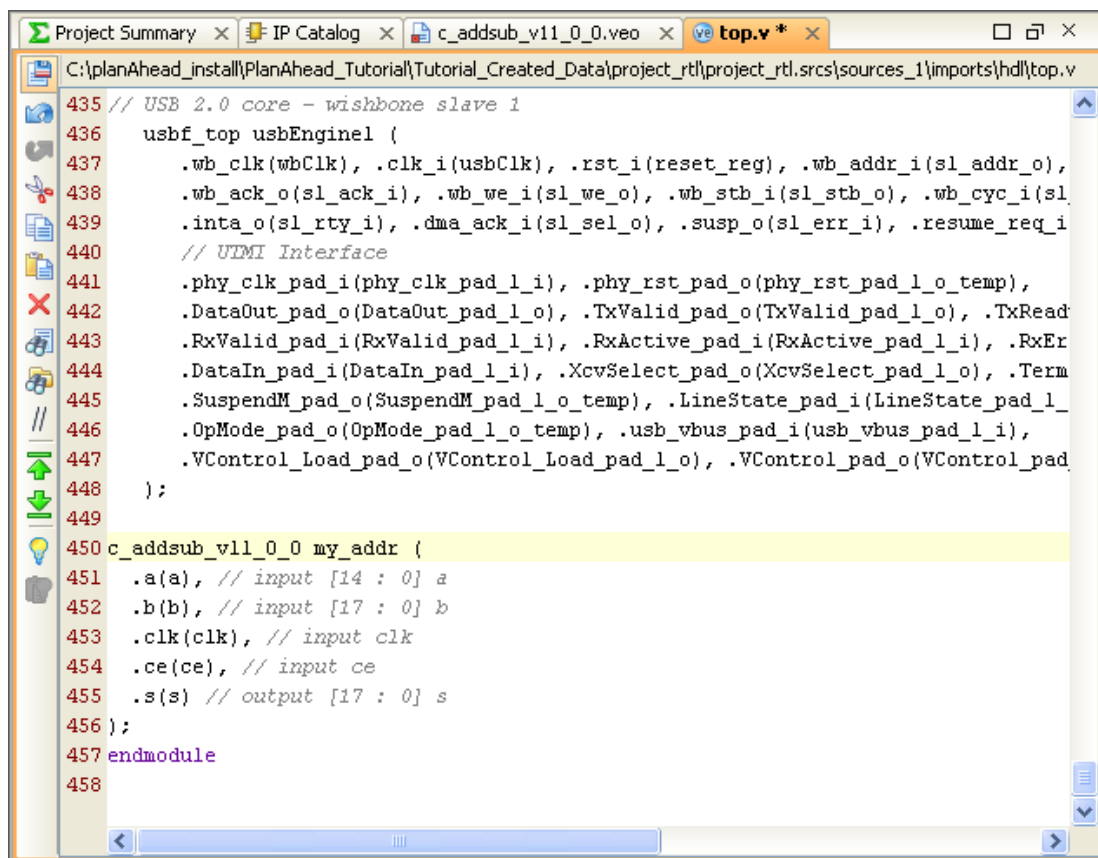 Project Summary IP Catalog c_addsub_v11_0_0.veo top.v *
C:\planAhead_install\PlanAhead_Tutorial\Tutorial_Created_Data\project_rtl\project_rtl.srcs\sources_1\imports\hdl\top.v
435 // USB 2.0 core - wishbone slave 1
436 usbf_top usbEngine1 (
437 .wb_clk(wbClk), .clk_i(usbClk), .rst_i(reset_reg), .wb_addr_i(sl_addr_o),
438 .wb_ack_o(sl_ack_i), .wb_we_i(sl_we_o), .wb_stb_i(sl_stb_o), .wb_cyc_i(sl_
439 .inta_o(sl_rty_i), .dma_ack_i(sl_sel_o), .susp_o(sl_err_i), .resume_req_i
440 // UTMI Interface
441 .phy_clk_pad_i(phy_clk_pad_1_i), .phy_rst_pad_o(phy_rst_pad_1_o_temp),
442 .DataOut_pad_o(DataOut_pad_1_o), .TxValid_pad_o(TxValid_pad_1_o), .TxRead
443 .RxValid_pad_i(RxValid_pad_1_i), .RxActive_pad_i(RxActive_pad_1_i), .RxEr
444 .DataIn_pad_i(DataIn_pad_1_i), .XcvSelect_pad_o(XcvSelect_pad_1_o), .Term
445 .SuspendM_pad_o(SuspendM_pad_1_o_temp), .LineState_pad_i(LineState_pad_1_
446 .OpMode_pad_o(OpMode_pad_1_o_temp), .usb_vbus_pad_i(usb_vbus_pad_1_i),
447 .VControl_Load_pad_o(VControl_Load_pad_1_o), .VControl_pad_o(VControl_pad_
448 );
449
450 c_addsub_v11_0_0 my_addr (
451 .a(a), // input [14 : 0] a
452 .b(b), // input [17 : 0] b
453 .clk(clk), // input clk
454 .ce(ce), // input ce
455 .s(s) // output [17 : 0] s
456 );
457 endmodule
458